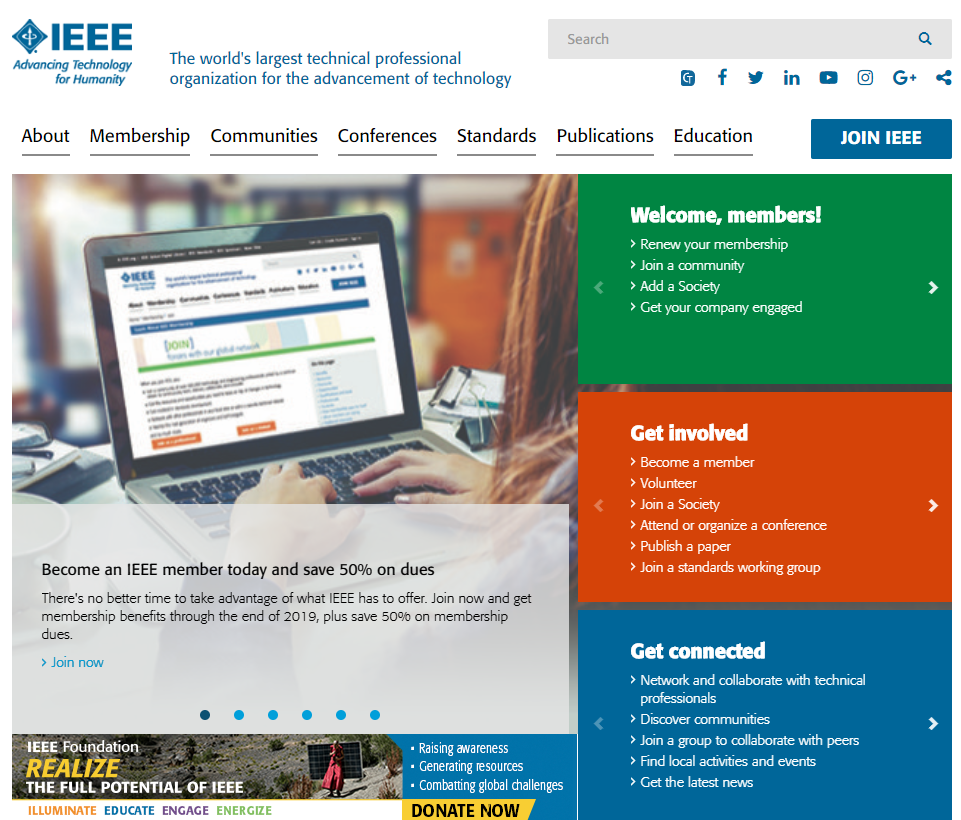 IEEE
Advancing Technology
for Humanity
The world's largest technical professional
organization for the advancement of technology
Search
About Membership Communities Conferences Standards Publications Education
JOIN IEEE
IEEE
[JOIN]
forces with our global network
Become an IEEE member today and save 50% on dues
There's no better time to take advantage of what IEEE has to offer. Join now and get
membership benefits through the end of 2019, plus save 50% on membership
dues.
Join now
Welcome, members!
Renew your membership
Join a community
Add a Society
Get your company engaged
Get involved
Become a member
Volunteer
Join a Society
Attend or organize a conference
Publish a paper
Join a standards working group
Get connected
Network and collaborate with technical
professionals
Discover communities
Join a group to collaborate with peers
Find local activities and events
Get the latest news
IEEE Foundation
REALIZE
THE FULL POTENTIAL OF IEEE
ILLUMINATE EDUCATE ENGAGE ENERGIZE
• Raising awareness
• Generating resources
• Combatting global challenges
DONATE NOW